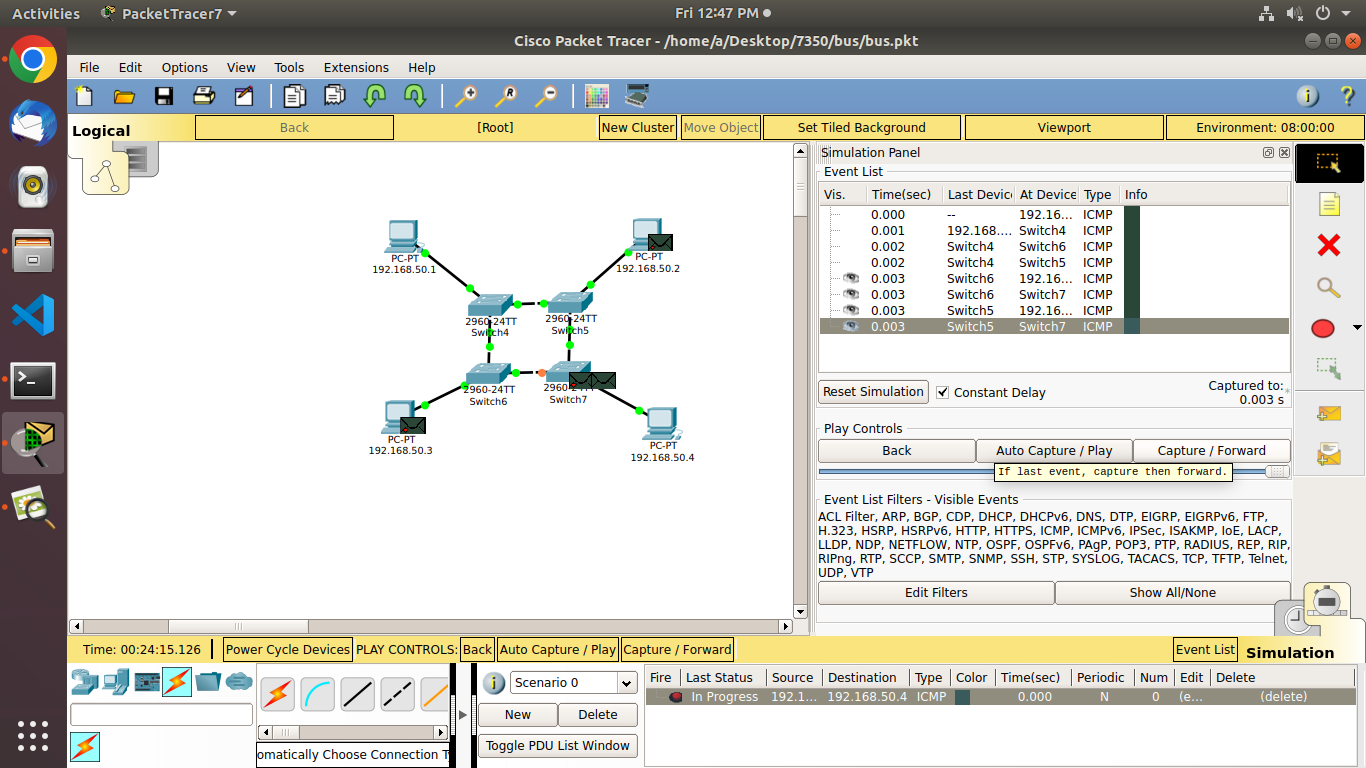 Activities PacketTracer7 Fri 12:47 PM
Cisco Packet Tracer - /home/a/Desktop/7350/bus/bus.pkt
File Edit Options View Tools Extensions Help
Logical Back [Root] New Cluster Move Object Set Tiled Background Viewport Environment: 08:00:00
PC-PT
192.168.50.1
PC-PT
192.168.50.2
2960-24TT
Switch4
2960-24TT
Switch5
2960-24TT
Switch6
Switch7
PC-PT
192.168.50.3
PC-PT
192.168.50.4
Simulation Panel
Event List
Vis. Time(sec) Last Devic At Device Type Info
0.000 -- 192.16... ICMP
0.001 192.168.... Switch4 ICMP
0.002 Switch4 Switch6 ICMP
0.002 Switch4 Switch5 ICMP
0.003 Switch6 192.16... ICMP
0.003 Switch6 Switch7 ICMP
0.003 Switch5 192.16... ICMP
0.003 Switch5 Switch7 ICMP
Reset Simulation Constant Delay Captured to:
0.003 s
Play Controls
Back Auto Capture / Play Capture / Forward
If last event, capture then forward.
Event List Filters - Visible Events
ACL Filter, ARP, BGP, CDP, DHCP, DHCPv6, DNS, DTP, EIGRP, EIGRPv6, FTP,
H.323, HSRP, HSRPv6, HTTP, HTTPS, ICMP, ICMPv6, IPSec, ISAKMP, IoE, LACP,
LLDP, NDP, NETFLOW, NTP, OSPF, OSPFv6, PAgP, POP3, PTP, RADIUS, REP, RIP,
RIPng, RTP, SCCP, SMTP, SNMP, SSH, STP, SYSLOG, TACACS, TCP, TFTP, Telnet,
UDP, VTP
Edit Filters Show All/None
Time: 00:24:15.126 Power Cycle Devices PLAY CONTROLS: Back Auto Capture / Play Capture / Forward Event List Simulation
Scenario 0
New Delete
Toggle PDU List Window
omatically Choose Connection T
Fire Last Status Source Destination Type Color Time(sec) Periodic Num Edit Delete
In Progress 192.1... 192.168.50.4 ICMP 0.000 N 0 (e... (delete)